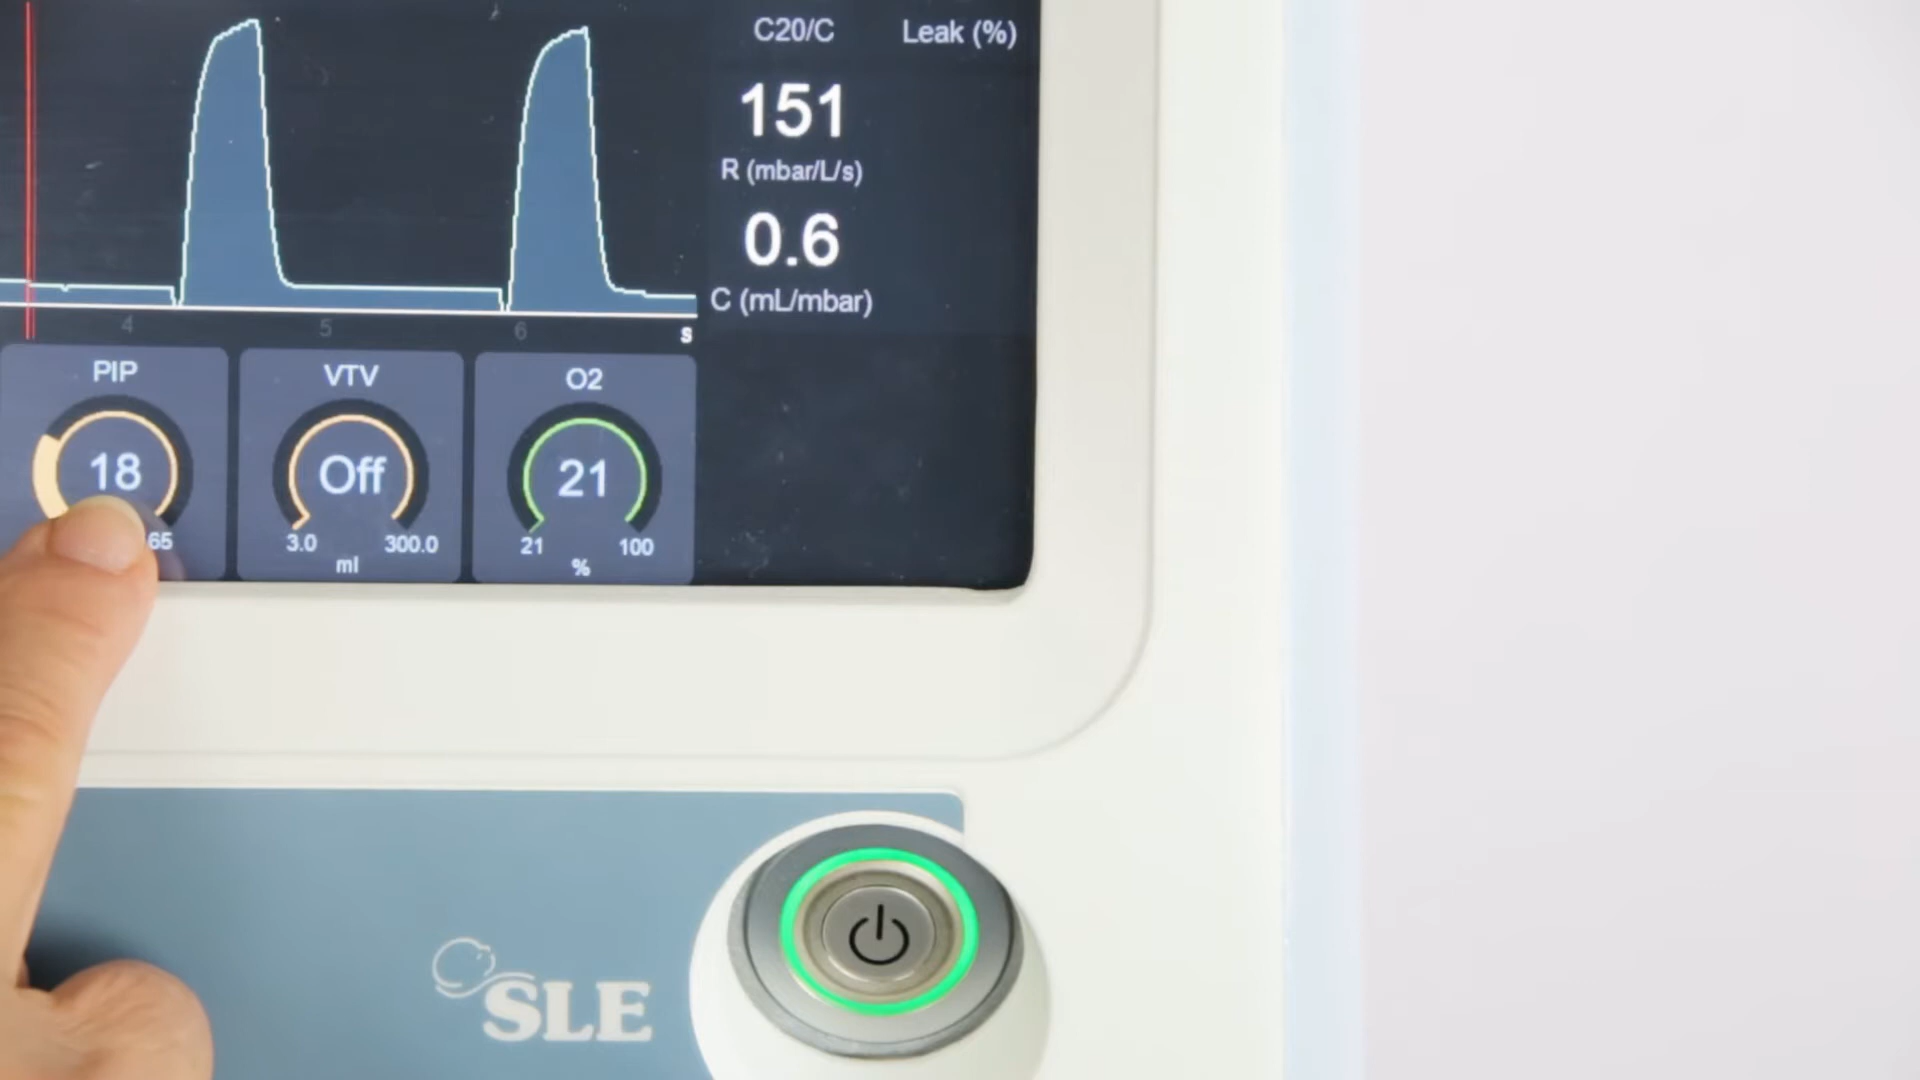 C20/C Leak (%)
151
R (mbar/L/s)
0.6
C (mL/mbar)
4 5 6 s
PIP VTV O2
18 Off 21
65 3.0 300.0 21 100
ml %
SLE